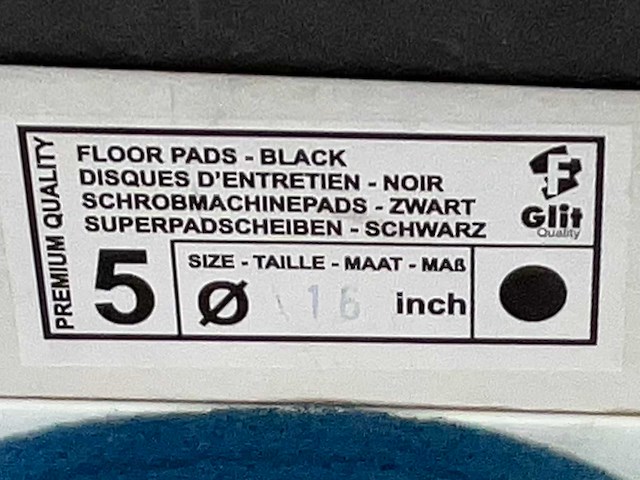 PREMIUM QUALITY
FLOOR PADS - BLACK
DISQUES D'ENTRETIEN - NOIR
SCHROBMACHINEPADS - ZWART
SUPERPADSCHEIBEN - SCHWARZ
F
Glit
Quality
5
SIZE - TAILLE - MAAT - MAß
Ø 16 inch